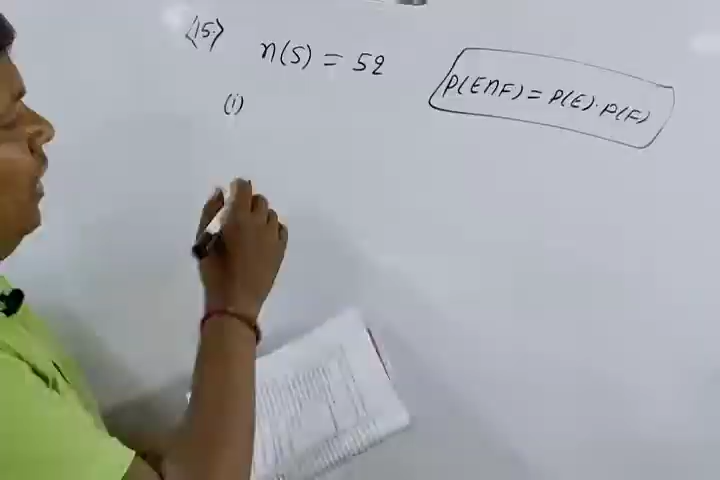 <15.> n(S) = 52
P(E∩F) = P(E).P(F)
(i)